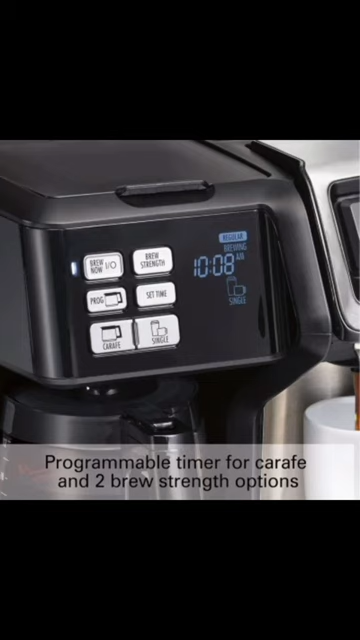 REGULAR
BREWING
10:08 AM
SINGLE
BREW NOW I/O
BREW STRENGTH
PROG
SET TIME
CARAFE
SINGLE
Programmable timer for carafe
and 2 brew strength options